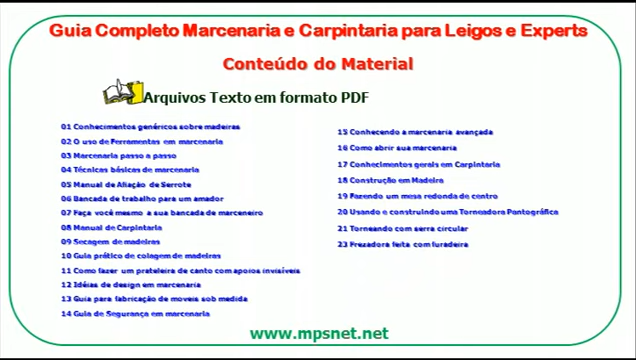 Guia Completo Marcenaria e Carpintaria para Leigos e Experts
Conteúdo do Material
Arquivos Texto em formato PDF
01 Conhecimentos genéricos sobre madeiras
02 O uso de Ferramentas em marcenaria
03 Marcenaria passo a passo
04 Técnicas básicas de marcenaria
05 Manual de Afiação de Serrote
06 Bancada de trabalho para um amador
07 Faça você mesmo a sua bancada de marceneiro
08 Manual de Carpintaria
09 Secagem de madeiras
10 Guia prático de colagem de madeiras
11 Como fazer um prateleira de canto com apoios invisíveis
12 Idéias de design em marcenaria
13 Guia para fabricação de moveis sob medida
14 Guia de Segurança em marcenaria
15 Conhecendo a marcenaria avançada
16 Como abrir sua marcenaria
17 Conhecimentos gerais em Carpintaria
18 Construção em Madeira
19 Fazendo um mesa redonda de centro
20 Usando e construindo uma Torneadora Pantográfica
21 Torneando com serra circular
23 Frezadora feita com furadeira
www.mpsnet.net